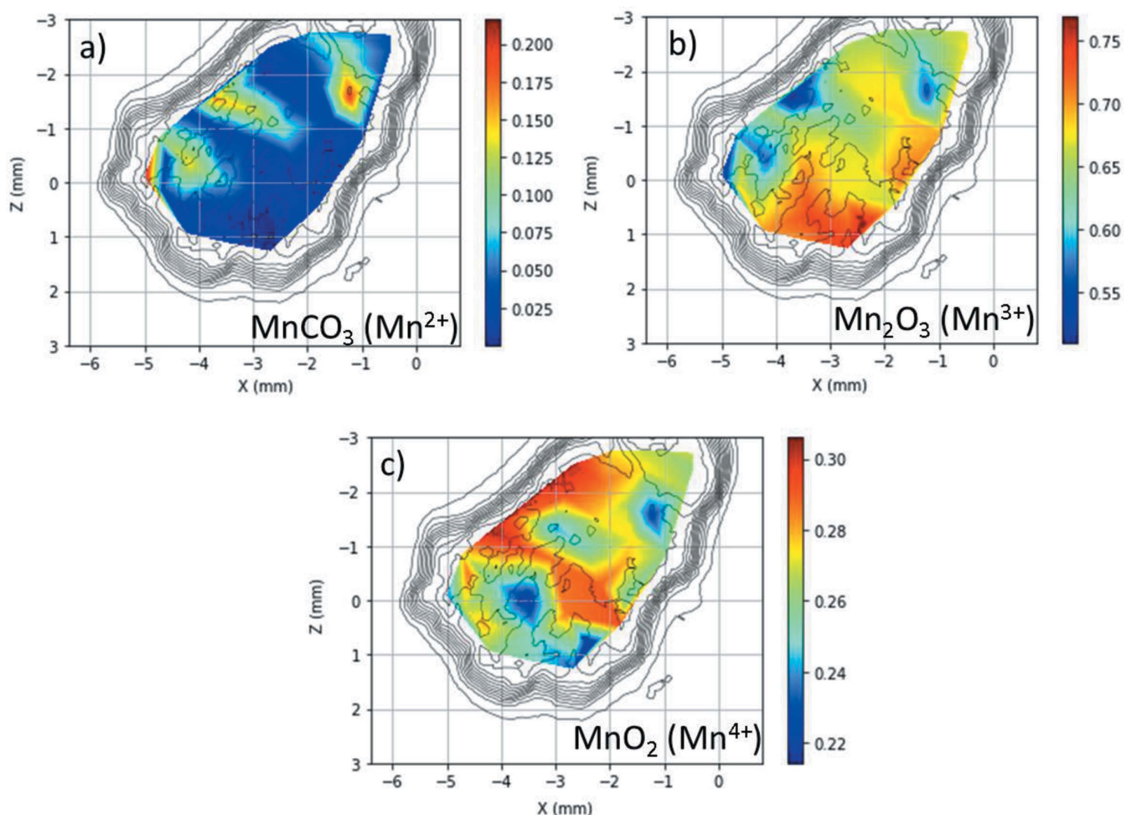 a)
−3
−2
−1
0
1
2
3
Z (mm)
−6 −5 −4 −3 −2 −1 0
X (mm)
MnCO₃ (Mn²⁺)
0.200
0.175
0.150
0.125
0.100
0.075
0.050
0.025
b)
−3
−2
−1
0
1
2
3
Z (mm)
−6 −5 −4 −3 −2 −1 0
X (mm)
Mn₂O₃ (Mn³⁺)
0.75
0.70
0.65
0.60
0.55
c)
−3
−2
−1
0
1
2
3
Z (mm)
−6 −5 −4 −3 −2 −1 0
X (mm)
MnO₂ (Mn⁴⁺)
0.30
0.28
0.26
0.24
0.22